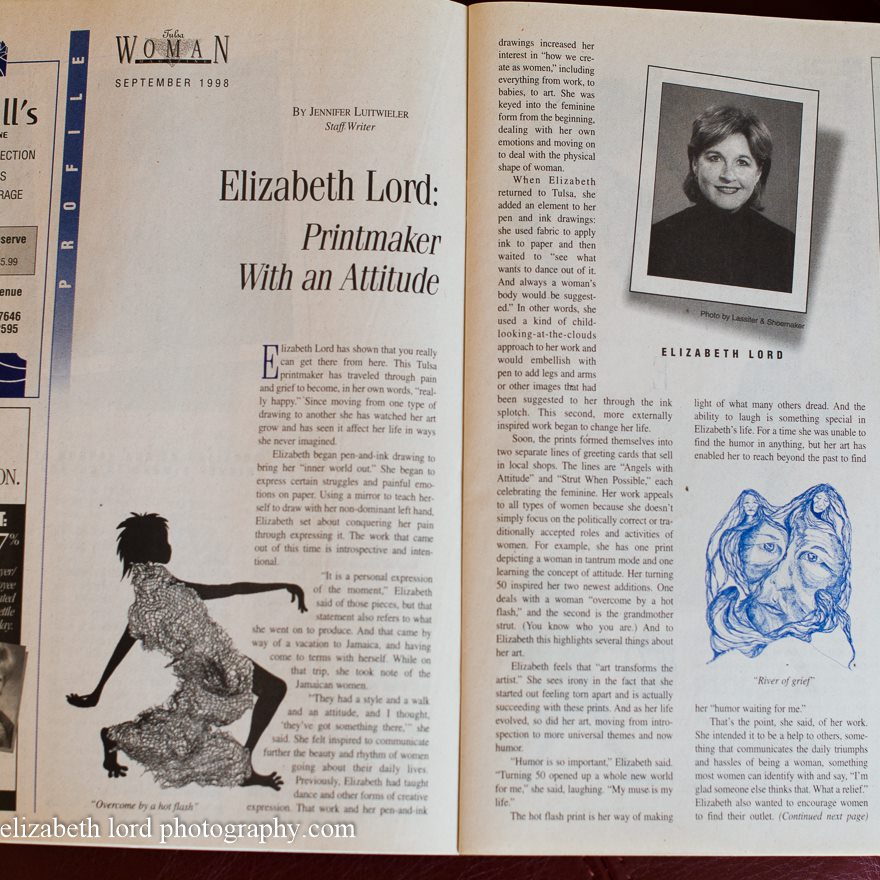 ll's
NE
ECTION
S
RAGE
serve
5.99
enue
7646
2595
ON.
T:
7%
PROFILE
Tulsa
WOMAN
MAGAZINE
SEPTEMBER 1998
BY JENNIFER LUITWIELER
Staff Writer
Elizabeth Lord:
Printmaker
With an Attitude
Elizabeth Lord has shown that you really
can get there from here. This Tulsa
printmaker has traveled through pain
and grief to become, in her own words, "real-
ly happy." Since moving from one type of
drawing to another she has watched her art
grow and has seen it affect her life in ways
she never imagined.
Elizabeth began pen-and-ink drawing to
bring her "inner world out." She began to
express certain struggles and painful emo-
tions on paper. Using a mirror to teach her-
self to draw with her non-dominant left hand,
Elizabeth set about conquering her pain
through expressing it. The work that came
out of this time is introspective and inten-
tional.
"It is a personal expression
of the moment," Elizabeth
said of those pieces, but that
statement also refers to what
she went on to produce. And that came by
way of a vacation to Jamaica, and having
come to terms with herself. While on
that trip, she took note of the
Jamaican women.
"They had a style and a walk
and an attitude, and I thought,
'they've got something there,'" she
said. She felt inspired to communicate
further the beauty and rhythm of women
going about their daily lives.
Previously, Elizabeth had taught
dance and other forms of creative
expression. That work and her pen-and-ink
"Overcome by a hot flash"
drawings increased her
interest in "how we cre-
ate as women," including
everything from work, to
babies, to art. She was
keyed into the feminine
form from the beginning,
dealing with her own
emotions and moving on
to deal with the physical
shape of woman.
When Elizabeth
returned to Tulsa, she
added an element to her
pen and ink drawings:
she used fabric to apply
ink to paper and then
waited to "see what
wants to dance out of it.
And always a woman's
body would be suggest-
ed." In other words, she
used a kind of child-
looking-at-the-clouds
approach to her work and
would embellish with
pen to add legs and arms
or other images that had
been suggested to her through the ink
splotch. This second, more externally
inspired work began to change her life.
Soon, the prints formed themselves into
two separate lines of greeting cards that sell
in local shops. The lines are "Angels with
Attitude" and "Strut When Possible," each
celebrating the feminine. Her work appeals
to all types of women because she doesn't
simply focus on the politically correct or tra-
ditionally accepted roles and activities of
women. For example, she has one print
depicting a woman in tantrum mode and one
learning the concept of attitude. Her turning
50 inspired her two newest additions. One
deals with a woman "overcome by a hot
flash," and the second is the grandmother
strut. (You know who you are.) And to
Elizabeth this highlights several things about
her art.
Elizabeth feels that "art transforms the
artist." She sees irony in the fact that she
started out feeling torn apart and is actually
succeeding with these prints. And as her life
evolved, so did her art, moving from intro-
spection to more universal themes and now
humor.
"Humor is so important," Elizabeth said.
"Turning 50 opened up a whole new world
for me," she said, laughing. "My muse is my
life."
The hot flash print is her way of making
Photo by Lassiter & Shoemaker
ELIZABETH LORD
light of what many others dread. And the
ability to laugh is something special in
Elizabeth's life. For a time she was unable to
find the humor in anything, but her art has
enabled her to reach beyond the past to find
"River of grief"
her "humor waiting for me."
That's the point, she said, of her work.
She intended it to be a help to others, some-
thing that communicates the daily triumphs
and hassles of being a woman, something
most women can identify with and say, "I'm
glad someone else thinks that. What a relief."
Elizabeth also wanted to encourage women
to find their outlet. (Continued next page)
elizabeth lord photography.com